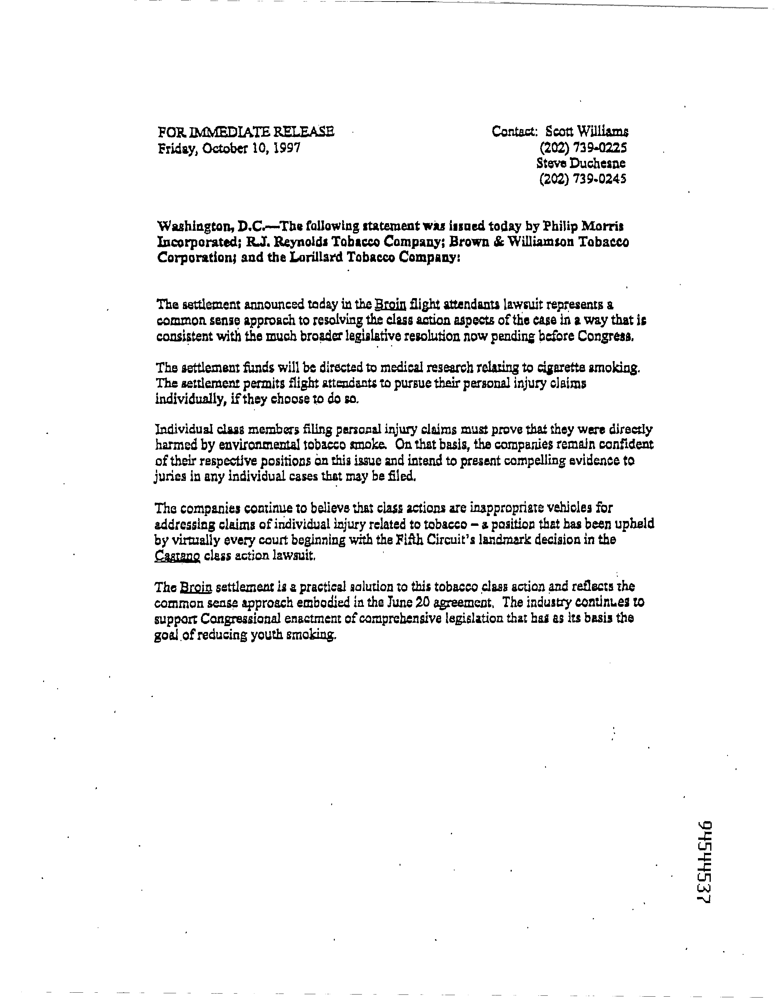 FOR IMMEDIATE RELEASE
Friday, October 10, 1997
Contact: Scott Williams
(202) 739-0225
Steve Duchesne
(202) 739-0245
Washington, D.C.—The following statement was issued today by Philip Morris
Incorporated; R.J. Reynolds Tobacco Company; Brown & Williamson Tobacco
Corporation; and the Lorillard Tobacco Company:
The settlement announced today in the Broin flight attendants lawsuit represents a
common sense approach to resolving the class action aspects of the case in a way that is
consistent with the much broader legislative resolution now pending before Congress.
The settlement funds will be directed to medical research relating to cigarette smoking.
The settlement permits flight attendants to pursue their personal injury claims
individually, if they choose to do so.
Individual class members filing personal injury claims must prove that they were directly
harmed by environmental tobacco smoke. On that basis, the companies remain confident
of their respective positions on this issue and intend to present compelling evidence to
juries in any individual cases that may be filed.
The companies continue to believe that class actions are inappropriate vehicles for
addressing claims of individual injury related to tobacco – a position that has been upheld
by virtually every court beginning with the Fifth Circuit's landmark decision in the
Castano class action lawsuit.
The Broin settlement is a practical solution to this tobacco class action and reflects the
common sense approach embodied in the June 20 agreement. The industry continues to
support Congressional enactment of comprehensive legislation that has as its basis the
goal of reducing youth smoking.
94544537